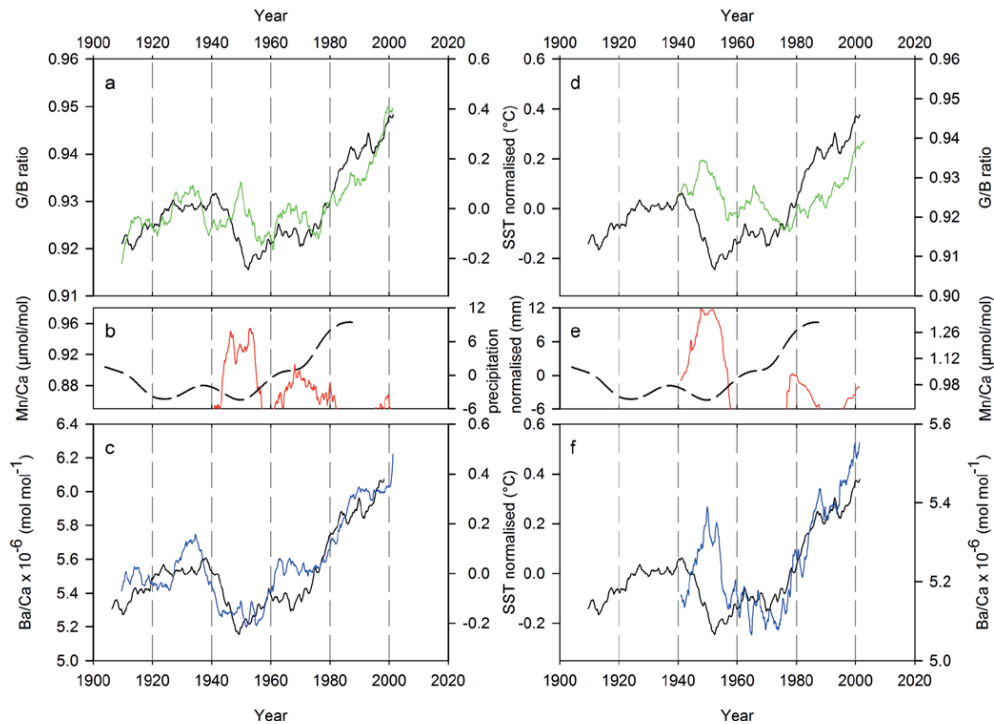 Year
Year
1900 1920 1940 1960 1980 2000 2020
1900 1920 1940 1960 1980 2000 2020
a
0.96
0.95
0.94
0.93
0.92
0.91
G/B ratio
0.6
0.4
0.2
0.0
-0.2
SST normalised (°C)
d
0.6
0.4
0.2
0.0
-0.2
0.96
0.95
0.94
0.93
0.92
0.91
0.90
G/B ratio
b
0.96
0.92
0.88
Mn/Ca (µmol/mol)
12
8
4
0
-6
precipitation
normalised (mm)
e
12
6
0
-6
1.26
1.12
0.98
Mn/Ca (µmol/mol)
c
6.4
6.2
6.0
5.8
5.6
5.4
5.2
5.0
Ba/Ca x 10-6 (mol mol-1)
0.6
0.4
0.2
0.0
-0.2
SST normalised (°C)
f
0.6
0.4
0.2
0.0
-0.2
5.6
5.4
5.2
5.0
Ba/Ca x 10-6 (mol mol-1)
1900 1920 1940 1960 1980 2000 2020
1900 1920 1940 1960 1980 2000 2020
Year
Year